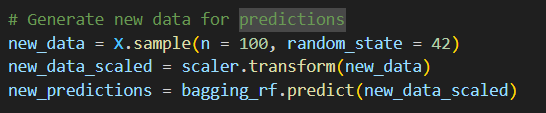 # Generate new data for predictions
new_data = X.sample(n = 100, random_state = 42)
new_data_scaled = scaler.transform(new_data)
new_predictions = bagging_rf.predict(new_data_scaled)